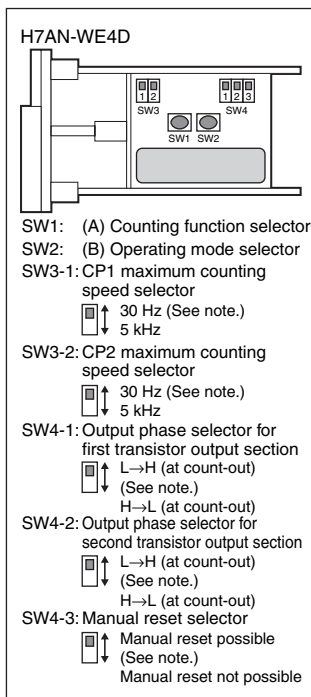 H7AN-WE4D
1 2
1 2 3
SW3
SW4
SW1 SW2
SW1: (A) Counting function selector
SW2: (B) Operating mode selector
SW3-1: CP1 maximum counting
speed selector
30 Hz (See note.)
5 kHz
SW3-2: CP2 maximum counting
speed selector
30 Hz (See note.)
5 kHz
SW4-1: Output phase selector for
first transistor output section
L→H (at count-out)
(See note.)
H→L (at count-out)
SW4-2: Output phase selector for
second transistor output section
L→H (at count-out)
(See note.)
H→L (at count-out)
SW4-3: Manual reset selector
Manual reset possible
(See note.)
Manual reset not possible